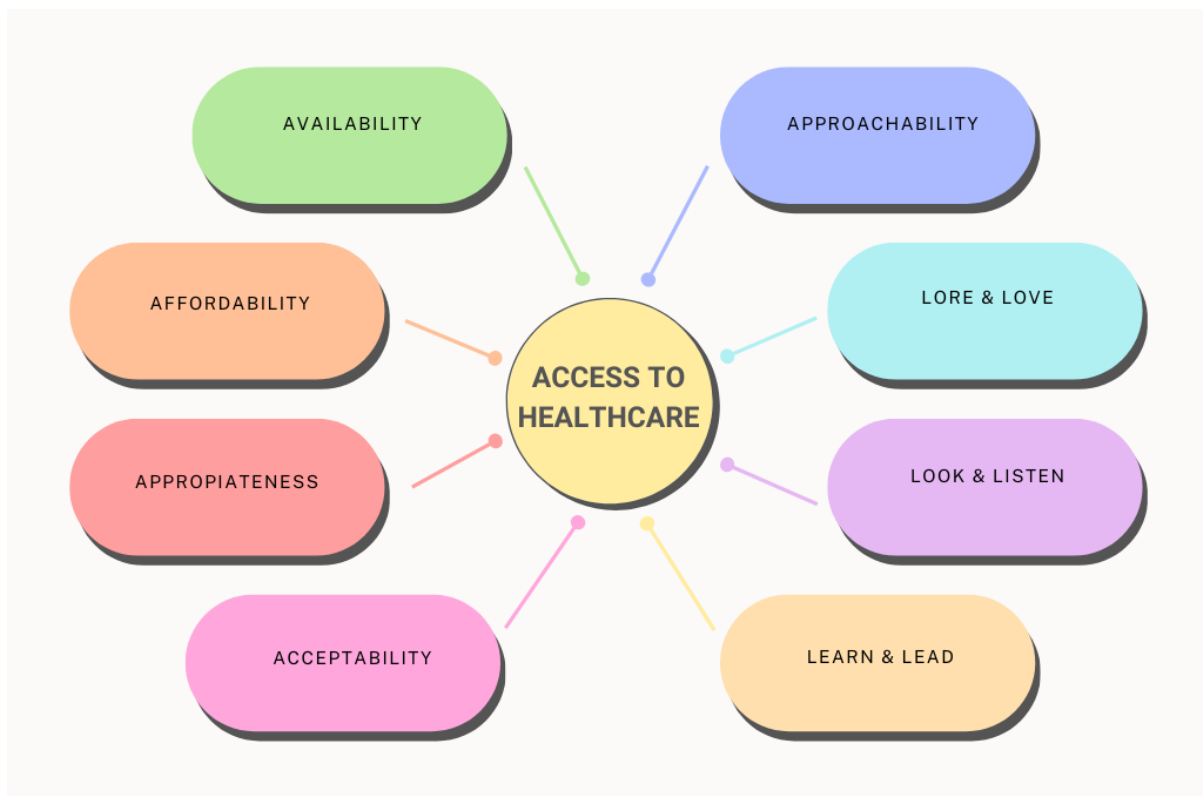 AVAILABILITY
APPROACHABILITY
AFFORDABILITY
LORE & LOVE
ACCESS TO
HEALTHCARE
APPROPIATENESS
LOOK & LISTEN
ACCEPTABILITY
LEARN & LEAD